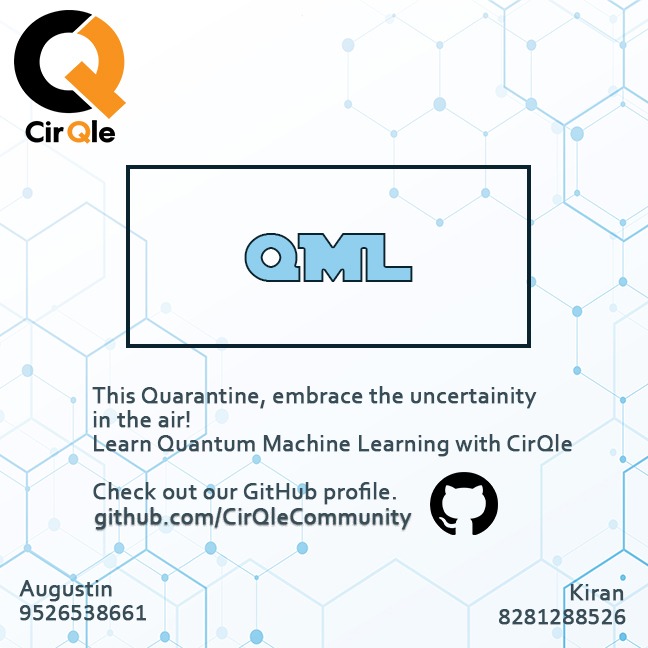 CirQle
QML
This Quarantine, embrace the uncertainity
in the air!
Learn Quantum Machine Learning with CirQle
Check out our GitHub profile.
github.com/CirQleCommunity
Augustin
9526538661
Kiran
8281288526